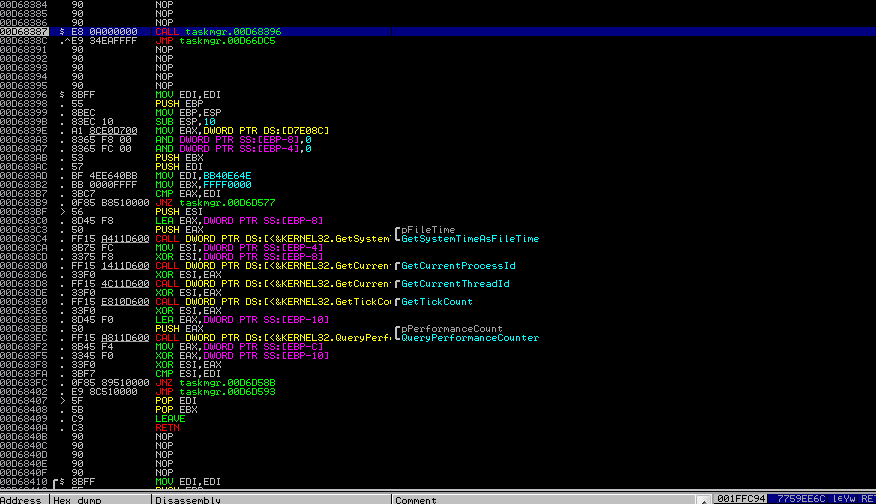 00D68384 90 NOP
00D68385 90 NOP
00D68386 90 NOP
00D68387 $ E8 0A000000 CALL taskmgr.00D68396
00D6838C .^E9 34EAFFFF JMP taskmgr.00D66DC5
00D68391 90 NOP
00D68392 90 NOP
00D68393 90 NOP
00D68394 90 NOP
00D68395 90 NOP
00D68396 $ 8BFF MOV EDI,EDI
00D68398 . 55 PUSH EBP
00D68399 . 8BEC MOV EBP,ESP
00D6839B . 83EC 10 SUB ESP,10
00D6839E . A1 8CE0D700 MOV EAX,DWORD PTR DS:[D7E08C]
00D683A3 . 8365 F8 00 AND DWORD PTR SS:[EBP-8],0
00D683A7 . 8365 FC 00 AND DWORD PTR SS:[EBP-4],0
00D683AB . 53 PUSH EBX
00D683AC . 57 PUSH EDI
00D683AD . BF 4EE640BB MOV EDI,BB40E64E
00D683B2 . BB 0000FFFF MOV EBX,FFFF0000
00D683B7 . 3BC7 CMP EAX,EDI
00D683B9 . 0F85 B8510000 JNZ taskmgr.00D6D577
00D683BF > 56 PUSH ESI
00D683C0 . 8D45 F8 LEA EAX,DWORD PTR SS:[EBP-8]
00D683C3 . 50 PUSH EAX pFileTime
00D683C4 . FF15 A411D600 CALL DWORD PTR DS:[<&KERNEL32.GetSystem GetSystemTimeAsFileTime
00D683CA . 8B75 FC MOV ESI,DWORD PTR SS:[EBP-4]
00D683CD . 3375 F8 XOR ESI,DWORD PTR SS:[EBP-8]
00D683D0 . FF15 1411D600 CALL DWORD PTR DS:[<&KERNEL32.GetCurren GetCurrentProcessId
00D683D6 . 33F0 XOR ESI,EAX
00D683D8 . FF15 4C11D600 CALL DWORD PTR DS:[<&KERNEL32.GetCurren GetCurrentThreadId
00D683DE . 33F0 XOR ESI,EAX
00D683E0 . FF15 E810D600 CALL DWORD PTR DS:[<&KERNEL32.GetTickCou GetTickCount
00D683E6 . 33F0 XOR ESI,EAX
00D683E8 . 8D45 F0 LEA EAX,DWORD PTR SS:[EBP-10]
00D683EB . 50 PUSH EAX pPerformanceCount
00D683EC . FF15 A811D600 CALL DWORD PTR DS:[<&KERNEL32.QueryPerf QueryPerformanceCounter
00D683F2 . 8B45 F4 MOV EAX,DWORD PTR SS:[EBP-C]
00D683F5 . 3345 F0 XOR EAX,DWORD PTR SS:[EBP-10]
00D683F8 . 33F0 XOR ESI,EAX
00D683FA . 3BF7 CMP ESI,EDI
00D683FC . 0F85 89510000 JNZ taskmgr.00D6D58B
00D68402 . E9 8C510000 JMP taskmgr.00D6D593
00D68407 > 5F POP EDI
00D68408 . 5B POP EBX
00D68409 . C9 LEAVE
00D6840A . C3 RETN
00D6840B 90 NOP
00D6840C 90 NOP
00D6840D 90 NOP
00D6840E 90 NOP
00D6840F 90 NOP
00D68410 $ 8BFF MOV EDI,EDI
Address Hex dump Disassembly Comment 001FFC94 7759EE6C RE